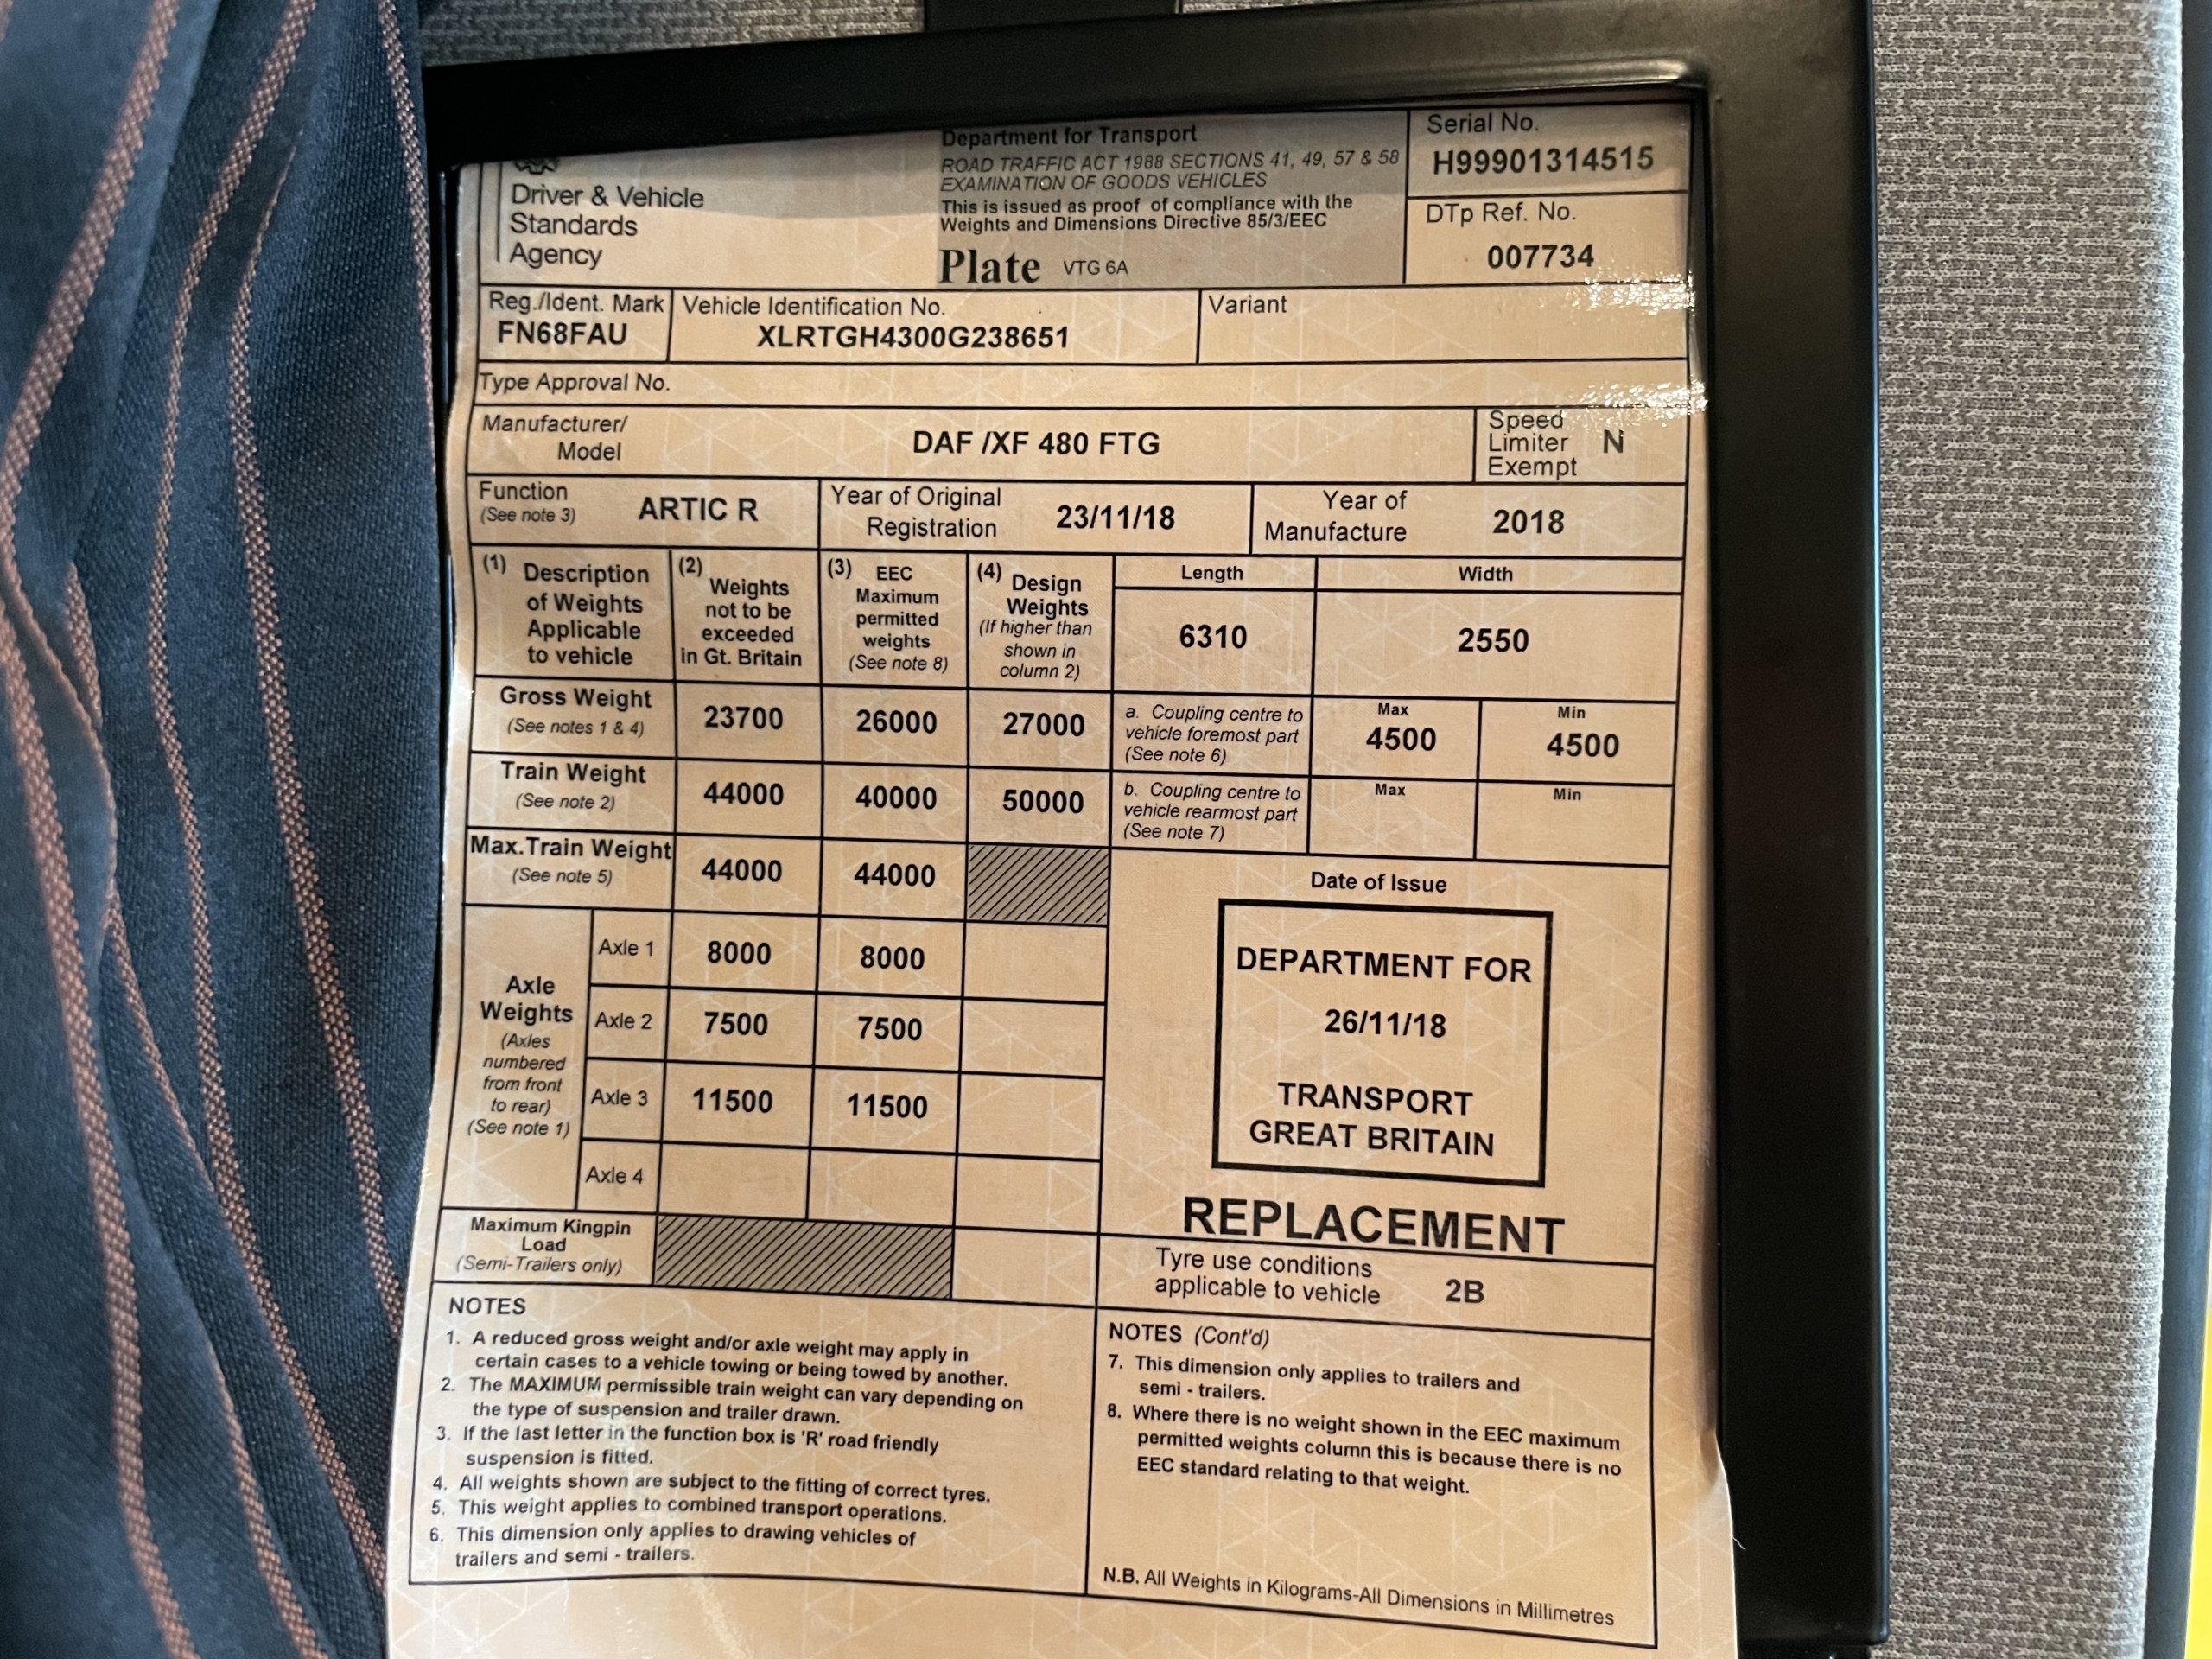 Driver & Vehicle
Standards
Agency
Department for Transport
ROAD TRAFFIC ACT 1988 SECTIONS 41, 49, 57 & 58
EXAMINATION OF GOODS VEHICLES
This is issued as proof of compliance with the
Weights and Dimensions Directive 85/3/EEC
Plate VTG 6A
Serial No.
H99901314515
DTp Ref. No.
007734
Reg./Ident. Mark
FN68FAU
Vehicle Identification No.
XLRTGH4300G238651
Variant
Type Approval No.
Manufacturer/
Model
DAF /XF 480 FTG
Speed
Limiter
Exempt
N
Function
(See note 3)
ARTIC R
Year of Original
Registration
23/11/18
Year of
Manufacture
2018
(1) Description
of Weights
Applicable
to vehicle
(2) Weights
not to be
exceeded
in Gt. Britain
(3) EEC
Maximum
permitted
weights
(See note 8)
(4) Design
Weights
(If higher than
shown in
column 2)
Length
6310
Width
2550
Gross Weight
(See notes 1 & 4)
23700
26000
27000
a. Coupling centre to
vehicle foremost part
(See note 6)
Max
4500
Min
4500
Train Weight
(See note 2)
44000
40000
50000
b. Coupling centre to
vehicle rearmost part
(See note 7)
Max
Min
Max.Train Weight
(See note 5)
44000
44000
Axle
Weights
(Axles
numbered
from front
to rear)
(See note 1)
Axle 1
8000
8000
Axle 2
7500
7500
Axle 3
11500
11500
Axle 4
Maximum Kingpin
Load
(Semi-Trailers only)
Date of Issue
DEPARTMENT FOR
26/11/18
TRANSPORT
GREAT BRITAIN
REPLACEMENT
Tyre use conditions
applicable to vehicle
2B
NOTES
1. A reduced gross weight and/or axle weight may apply in
certain cases to a vehicle towing or being towed by another.
2. The MAXIMUM permissible train weight can vary depending on
the type of suspension and trailer drawn.
3. If the last letter in the function box is 'R' road friendly
suspension is fitted.
4. All weights shown are subject to the fitting of correct tyres.
5. This weight applies to combined transport operations.
6. This dimension only applies to drawing vehicles of
trailers and semi - trailers.
NOTES (Cont'd)
7. This dimension only applies to trailers and
semi - trailers.
8. Where there is no weight shown in the EEC maximum
permitted weights column this is because there is no
EEC standard relating to that weight.
N.B. All Weights in Kilograms-All Dimensions in Millimetres